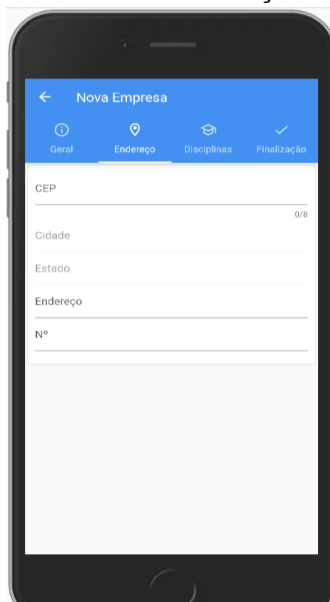 Nova Empresa
Geral Endereço Disciplinas Finalização
CEP
0/8
Cidade
Estado
Endereço
Nº